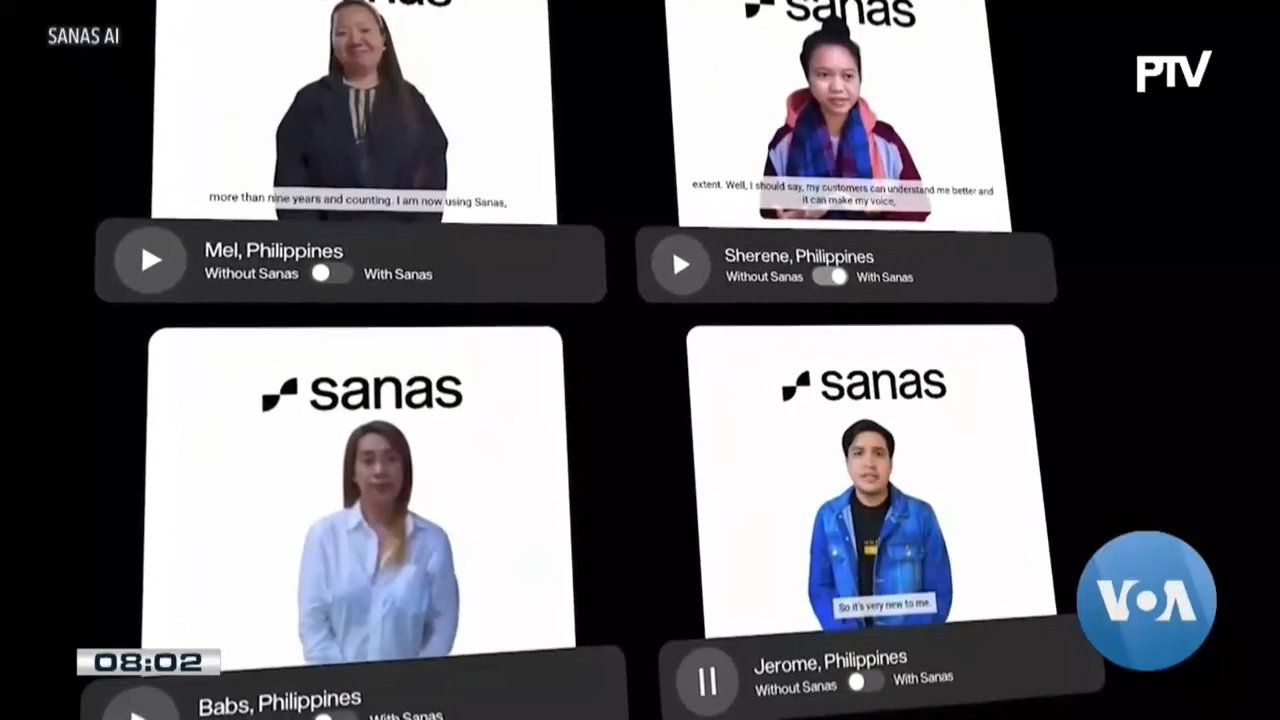 SANAS AI
PTV
sanas
sanas
more than nine years and counting. I am now using Sanas,
extent. Well, I should say, my customers can understand me better and
it can make my voice,
Mel, Philippines
Without Sanas
With Sanas
Sherene, Philippines
Without Sanas
With Sanas
sanas
sanas
So it's very new to me.
VOA
08:02
Babs, Philippines
With Sanas
Jerome, Philippines
Without Sanas
With Sanas